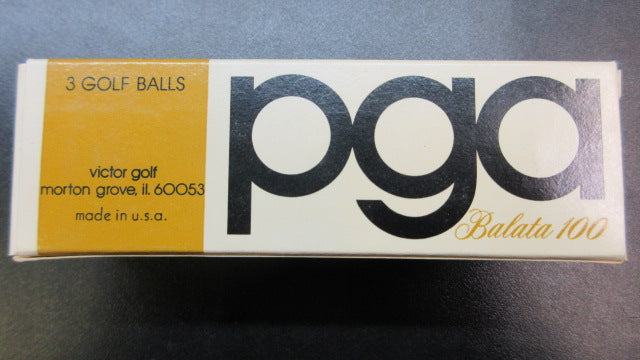 3 GOLF BALLS
victor golf
morton grove, il. 60053
made in u.s.a.
pga
Balata 100